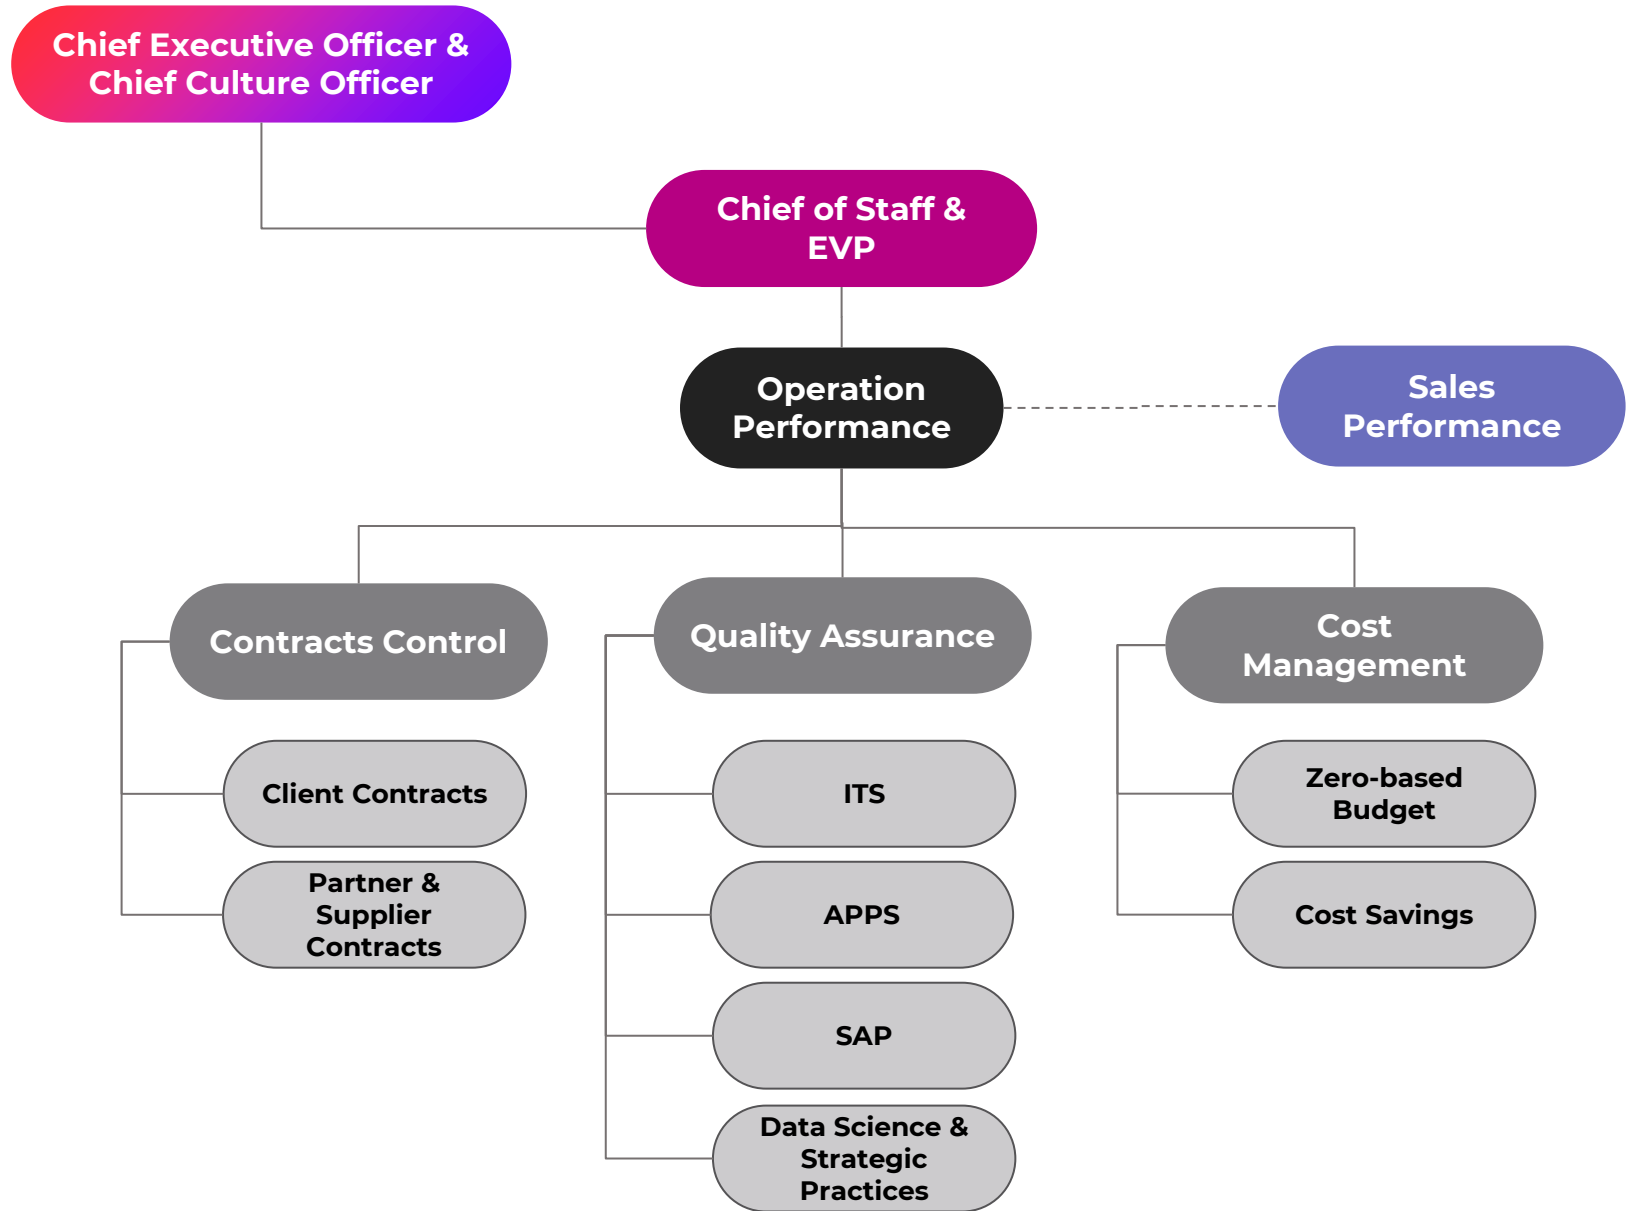 Chief Executive Officer &
Chief Culture Officer
Chief of Staff &
EVP
Operation
Performance
Sales
Performance
Contracts Control
Client Contracts
Partner &
Supplier
Contracts
Quality Assurance
ITS
APPS
SAP
Data Science &
Strategic
Practices
Cost
Management
Zero-based
Budget
Cost Savings